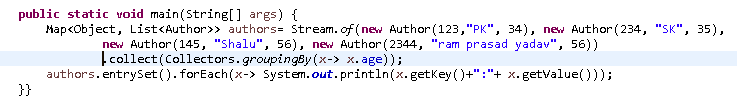 public static void main(String[] args) {
Map<Object, List<Author>> authors= Stream.of(new Author(123,"PK", 34), new Author(234, "SK", 35),
new Author(145, "Shalu", 56), new Author(2344, "ram prasad yadav", 56))
.collect(Collectors.groupingBy(x-> x.age));
authors.entrySet().forEach(x-> System.out.println(x.getKey()+":"+ x.getValue()));
}}